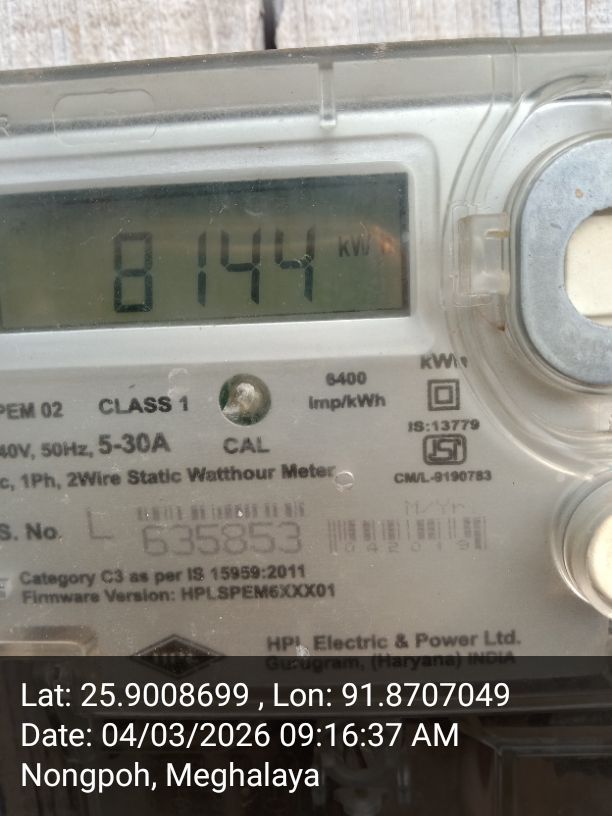 8144 kW
kWh
PEM 02 CLASS 1 6400
Imp/kWh
40V, 50Hz, 5-30A CAL IS:13779
c, 1Ph, 2Wire Static Watthour Meter CM/L-9190783
M/Yr
S. No. L 635853 042019
Category C3 as per IS 15959:2011
Firmware Version: HPLSPEM6XXX01
HPL Electric & Power Ltd.
Gurugram, (Haryana) INDIA
Lat: 25.9008699 , Lon: 91.8707049
Date: 04/03/2026 09:16:37 AM
Nongpoh, Meghalaya